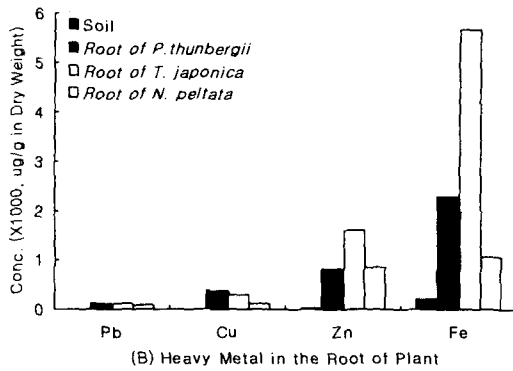 6
5
4
3
2
1
0
Conc. (X1000, ug/g in Dry Weight)
Soil
Root of P.thunbergii
Root of T. japonica
Root of N. peltata
Pb Cu Zn Fe
(B) Heavy Metal in the Root of Plant